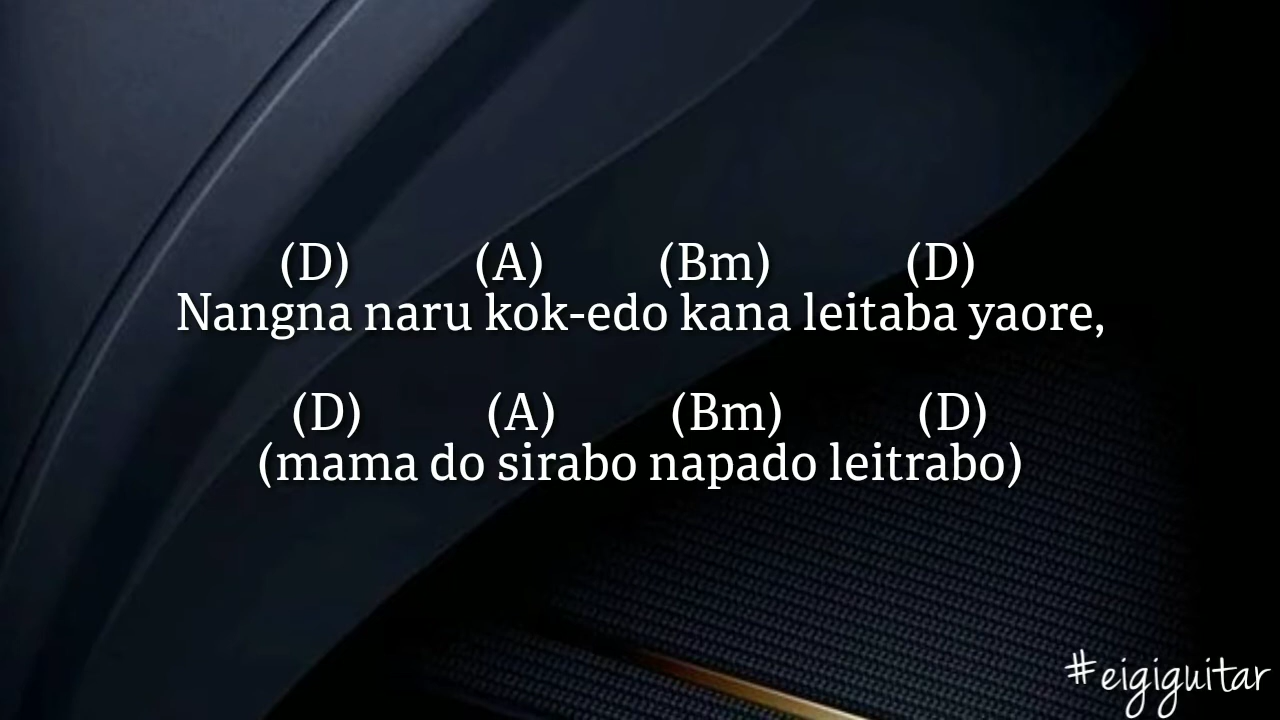 (D) (A) (Bm) (D)
Nangna naru kok-edo kana leitaba yaore,
(D) (A) (Bm) (D)
(mama do sirabo napado leitrabo)
#eigiguitar